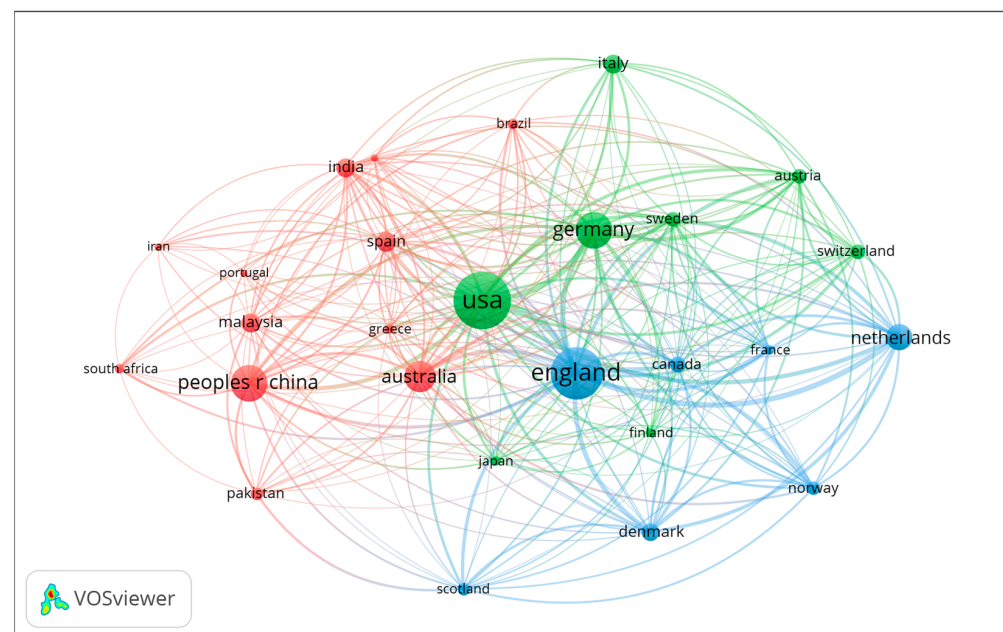 italy
brazil
india
austria
sweden
germany
spain
iran
switzerland
portugal
usa
malaysia
greece
netherlands
france
canada
south africa
england
australia
peoples r china
finland
japan
norway
pakistan
denmark
scotland
VOSviewer